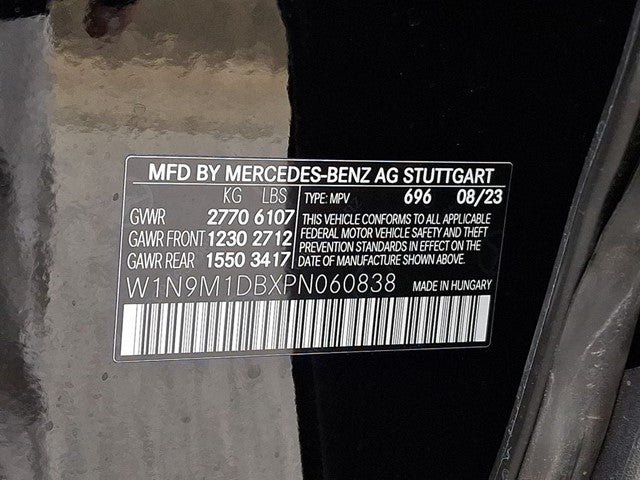 MFD BY MERCEDES-BENZ AG STUTTGART
KG LBS TYPE: MPV 696 08/23
GVWR 2770 6107
GAWR FRONT 1230 2712
GAWR REAR 1550 3417
THIS VEHICLE CONFORMS TO ALL APPLICABLE
FEDERAL MOTOR VEHICLE SAFETY AND THEFT
PREVENTION STANDARDS IN EFFECT ON THE
DATE OF MANUFACTURE SHOWN ABOVE.
W1N9M1DBXPN060838 MADE IN HUNGARY